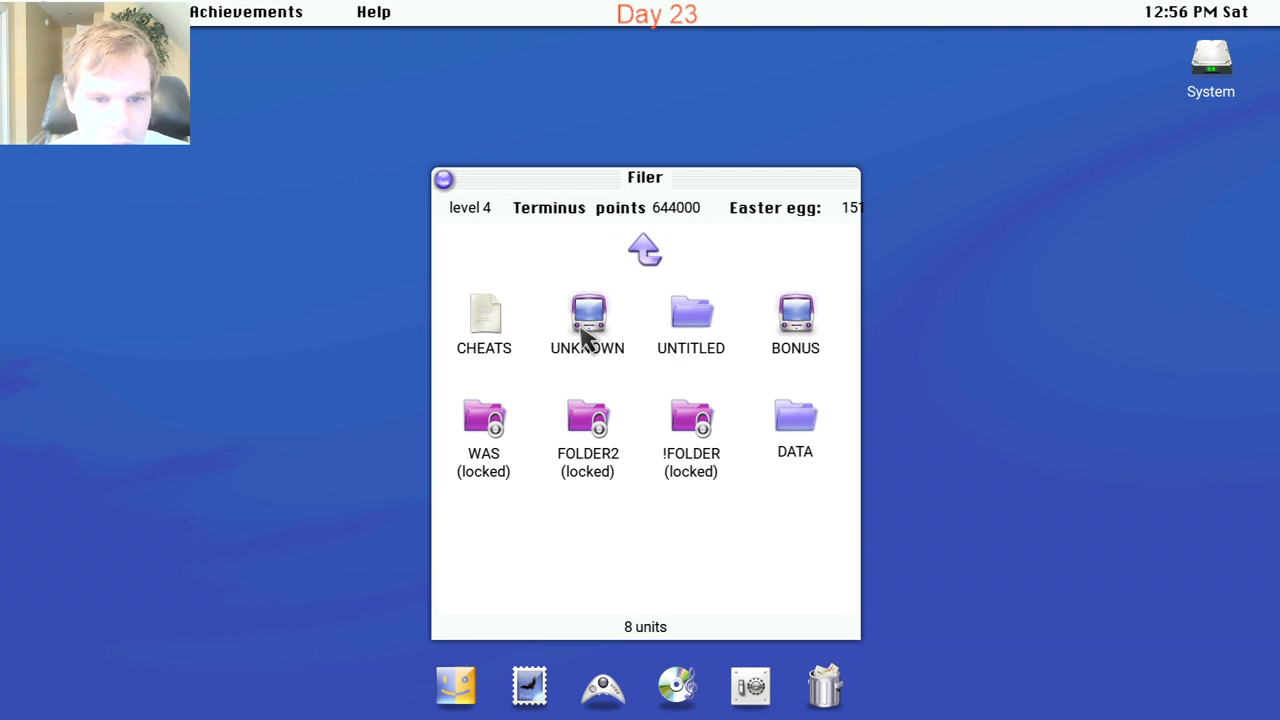 Achievements Help Day 23 12:56 PM Sat
System
Filer
level 4 Terminus points 644000 Easter egg: 151
CHEATS UNKNOWN UNTITLED BONUS
WAS FOLDER2 !FOLDER DATA
(locked) (locked) (locked)
8 units